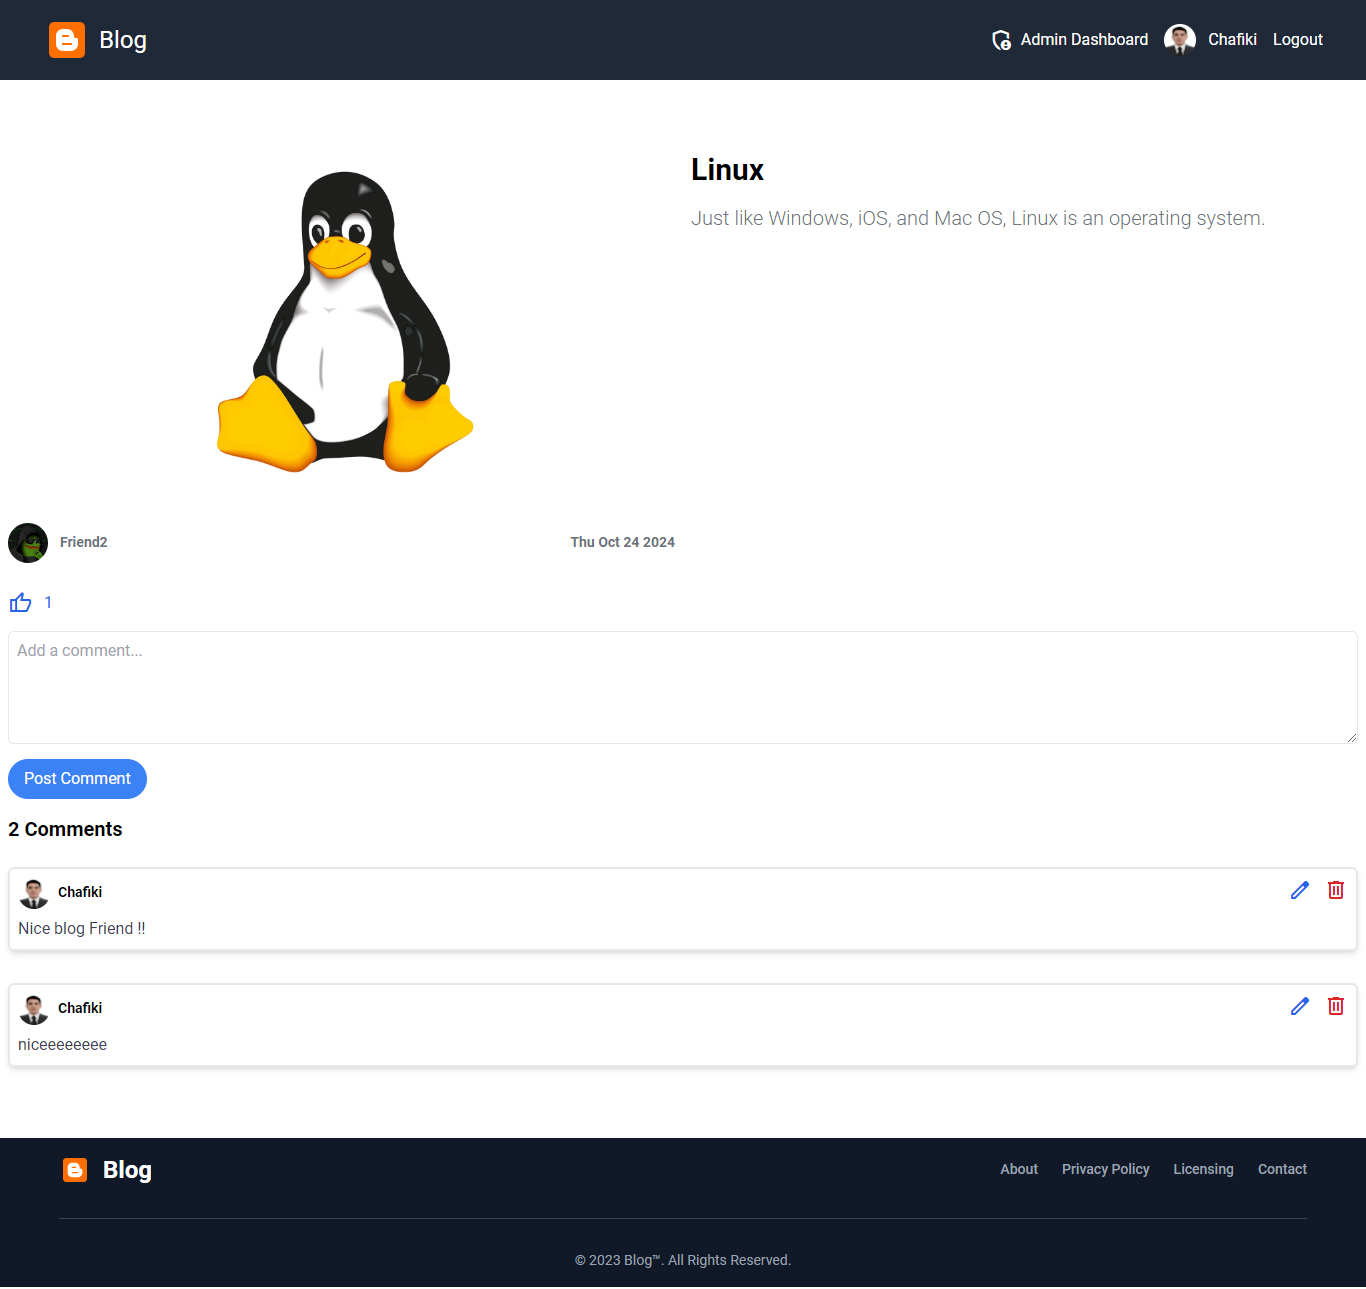 Blog
Admin Dashboard Chafiki Logout
Linux
Just like Windows, iOS, and Mac OS, Linux is an operating system.
Friend2 Thu Oct 24 2024
1
Add a comment...
Post Comment
2 Comments
Chafiki
Nice blog Friend !!
Chafiki
niceeeeeeee
Blog
About Privacy Policy Licensing Contact
© 2023 Blog™. All Rights Reserved.